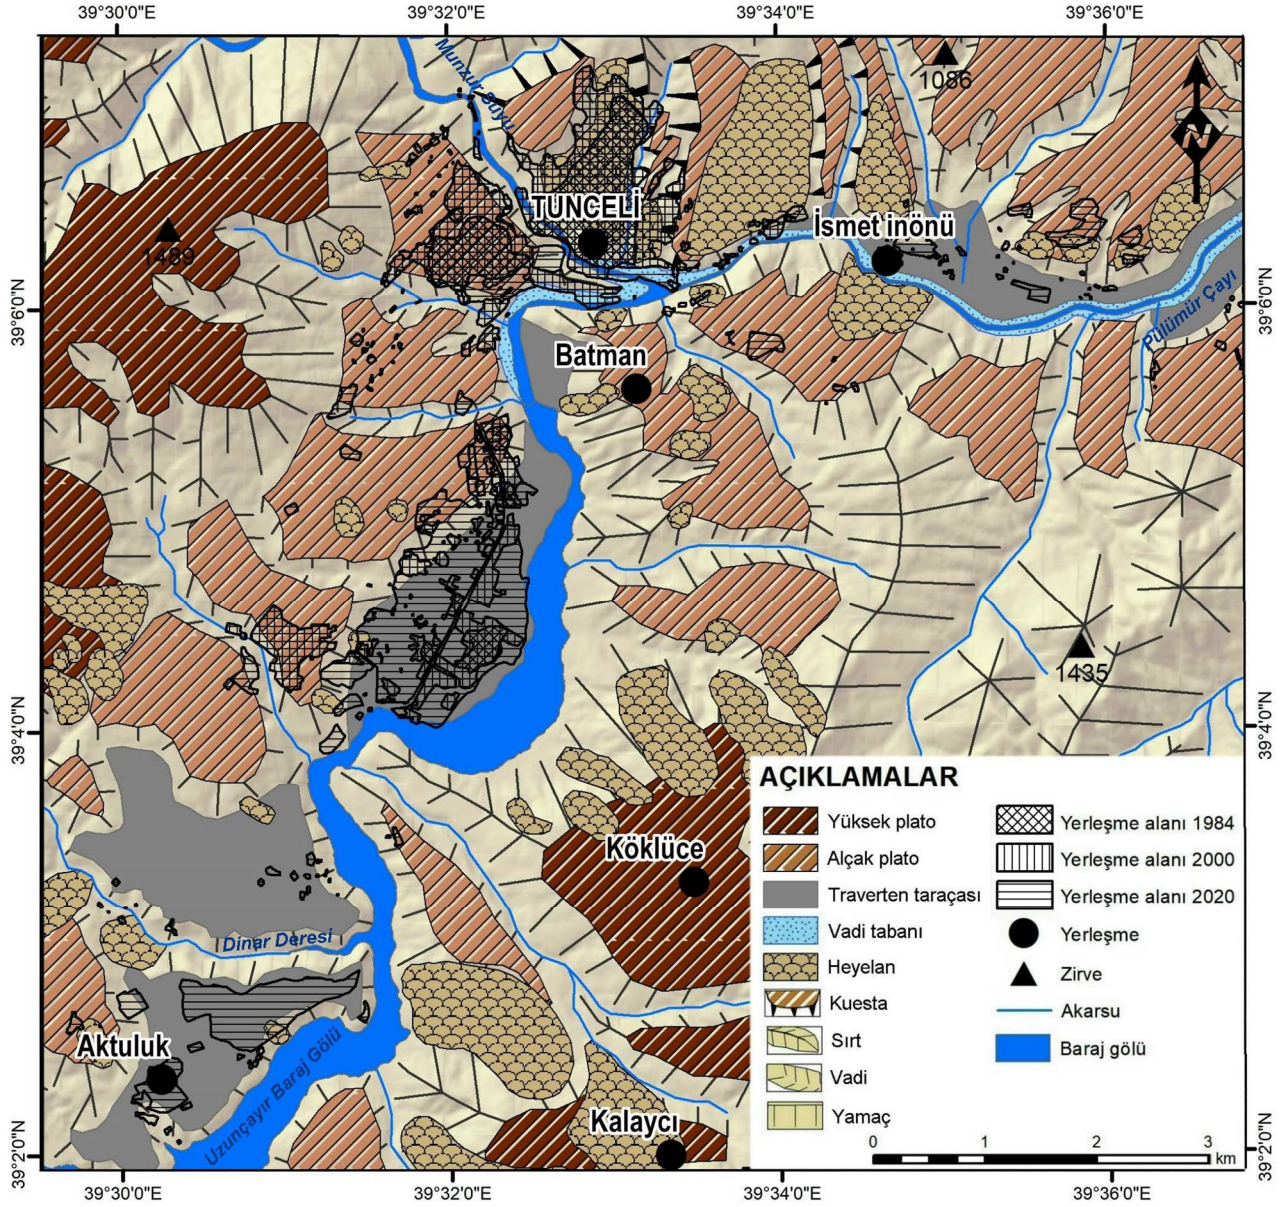 39°30'0"E 39°32'0"E 39°34'0"E 39°36'0"E
Munzur Suyu
1086
TUNCELİ
İsmet inönü
1489
39°6'0"N 39°6'0"N
Pülümür Çayı
Batman
1435
39°4'0"N 39°4'0"N
Köklüce
Dinar Deresi
Aktuluk
Uzunçayır Baraj Gölü
Kalaycı
39°2'0"N 39°2'0"N
AÇIKLAMALAR
Yüksek plato
Alçak plato
Traverten taraçası
Vadi tabanı
Heyelan
Kuesta
Sırt
Vadi
Yamaç
Yerleşme alanı 1984
Yerleşme alanı 2000
Yerleşme alanı 2020
Yerleşme
Zirve
Akarsu
Baraj gölü
0 1 2 3
km
39°30'0"E 39°32'0"E 39°34'0"E 39°36'0"E